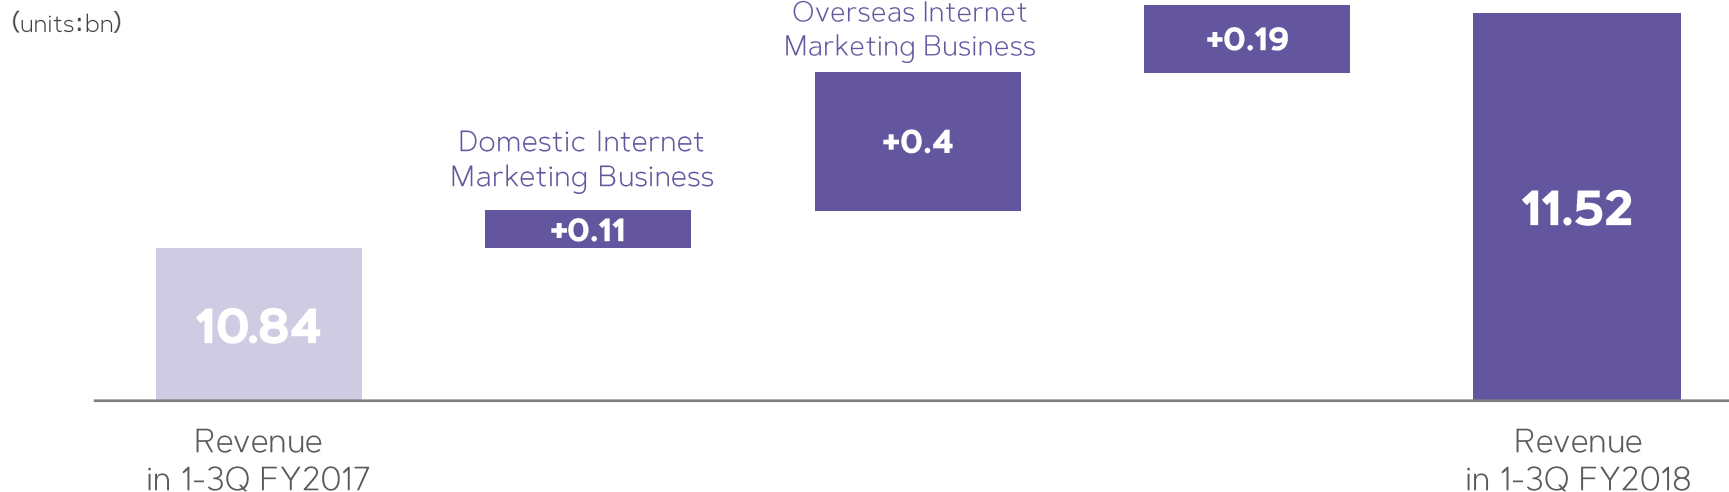 (units:bn)
Overseas Internet
Marketing Business
+0.19
+0.4
Domestic Internet
Marketing Business
+0.11
10.84
11.52
Revenue
in 1-3Q FY2017
Revenue
in 1-3Q FY2018